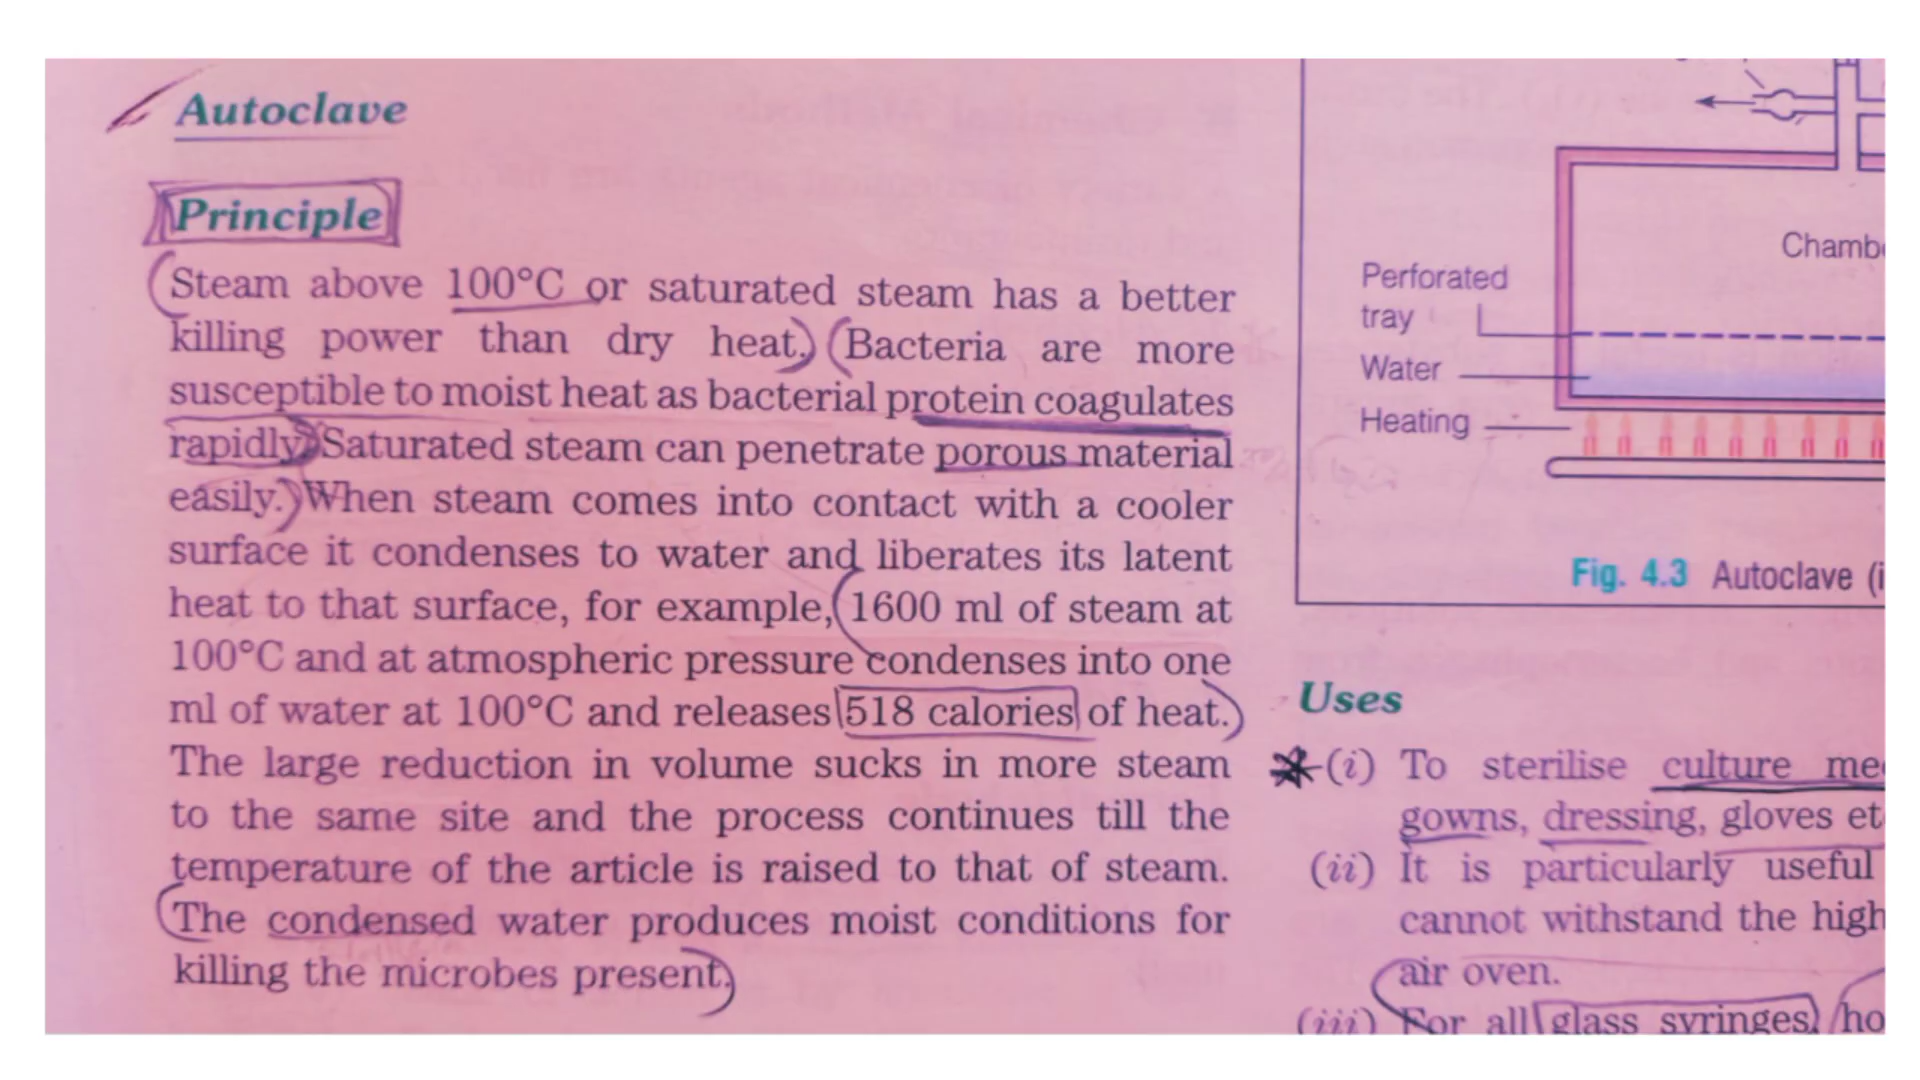 Autoclave
Principle
Steam above 100°C or saturated steam has a better
killing power than dry heat. Bacteria are more
susceptible to moist heat as bacterial protein coagulates
rapidly. Saturated steam can penetrate porous material
easily. When steam comes into contact with a cooler
surface it condenses to water and liberates its latent
heat to that surface, for example, 1600 ml of steam at
100°C and at atmospheric pressure condenses into one
ml of water at 100°C and releases 518 calories of heat.
The large reduction in volume sucks in more steam
to the same site and the process continues till the
temperature of the article is raised to that of steam.
The condensed water produces moist conditions for
killing the microbes present.
Chamb
Perforated
tray
Water
Heating
Fig. 4.3 Autoclave (i
Uses
(i) To sterilise culture me
gowns, dressing, gloves et
(ii) It is particularly useful
cannot withstand the high
air oven.
(iii) For all glass syringes, ho